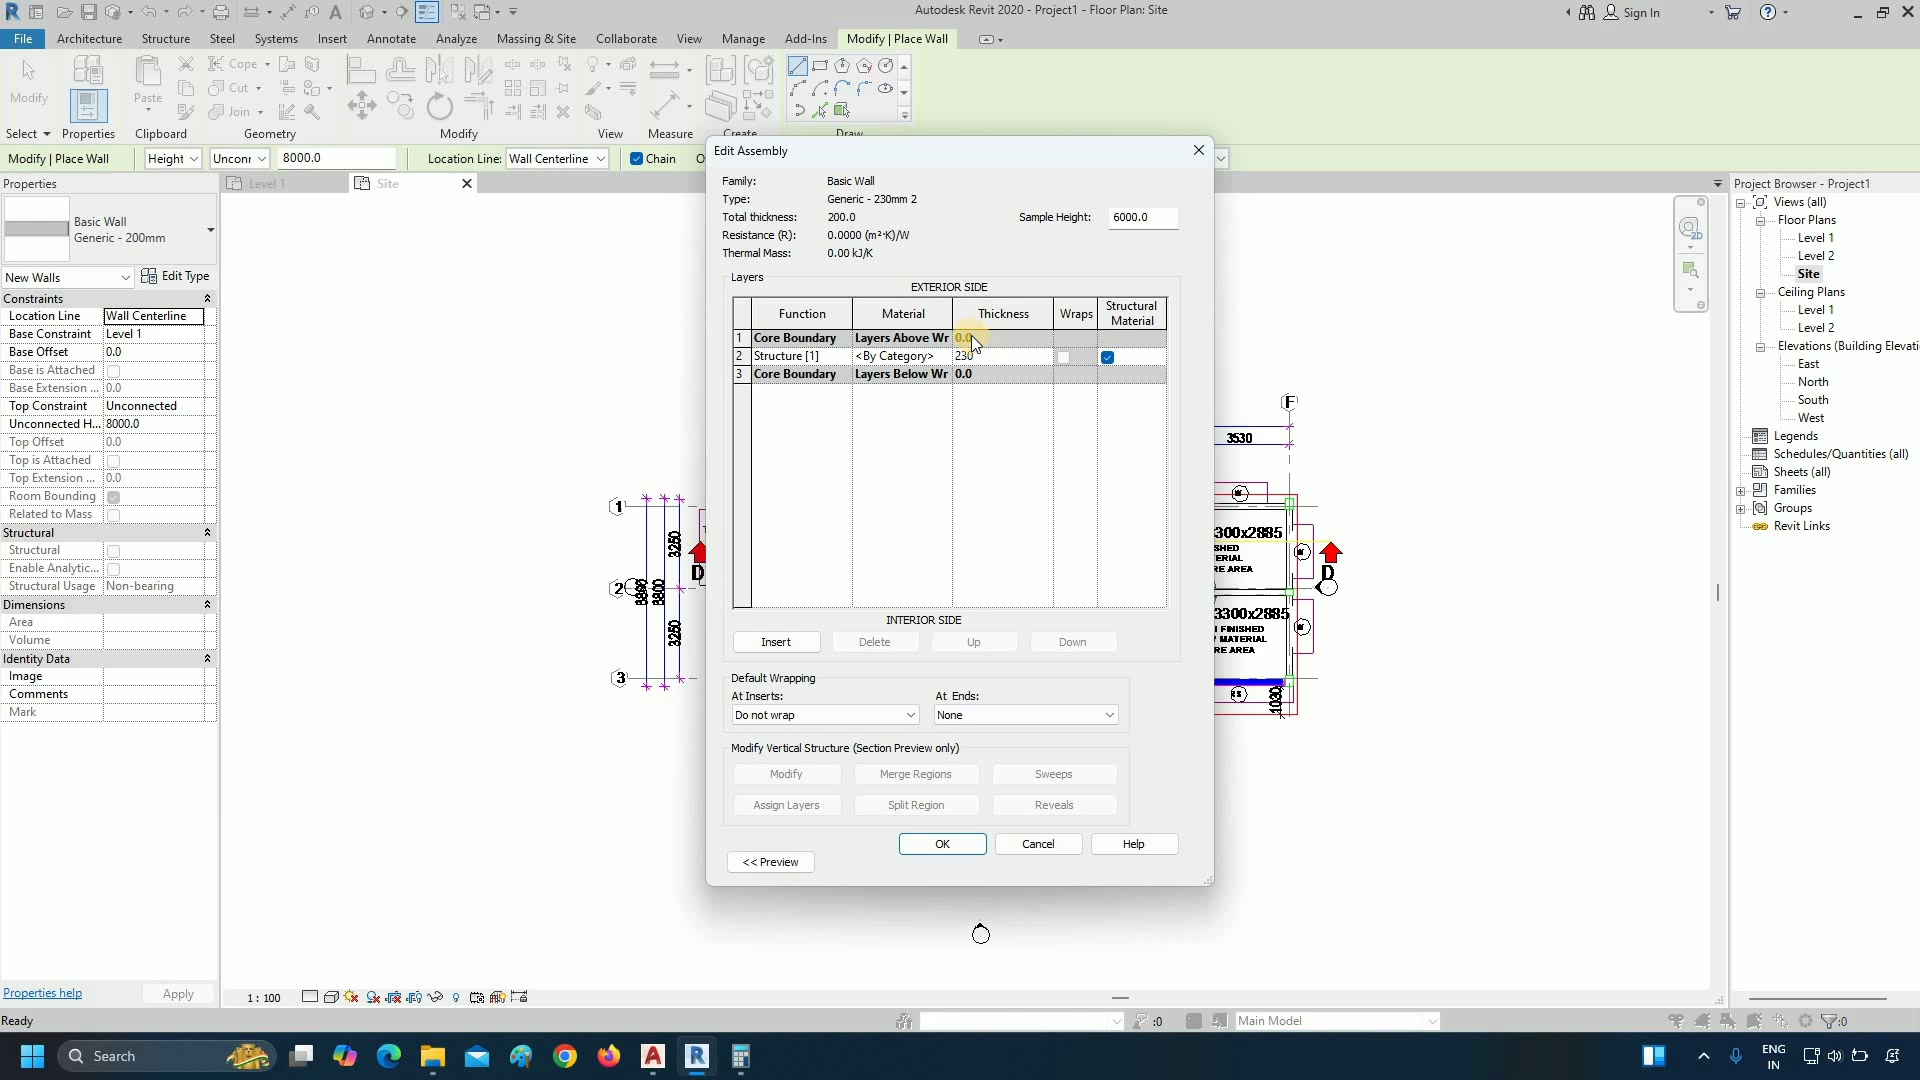 Autodesk Revit 2020 - Project1 - Floor Plan: Site
Sign In
File Architecture Structure Steel Systems Insert Annotate Analyze Massing & Site Collaborate View Manage Add-Ins Modify | Place Wall
Modify
Paste
Cope
Cut
Join
Select Properties Clipboard Geometry Modify View Measure Create Draw
Modify | Place Wall
Height
8000.0
Location Line: Wall Centerline
Chain
Properties
Level 1
Site
Project Browser - Project1
Basic Wall
Generic - 200mm
New Walls
Edit Type
Constraints
Location Line Wall Centerline
Base Constraint Level 1
Base Offset 0.0
Base is Attached
Base Extension ... 0.0
Top Constraint Unconnected
Unconnected H... 8000.0
Top Offset 0.0
Top is Attached
Top Extension ... 0.0
Room Bounding
Related to Mass
Structural
Structural
Enable Analytic...
Structural Usage Non-bearing
Dimensions
Area
Volume
Identity Data
Image
Comments
Mark
Properties help
Apply
Edit Assembly
Family: Basic Wall
Type: Generic - 230mm 2
Total thickness: 200.0
Sample Height: 6000.0
Resistance (R): 0.0000 (m²·K)/W
Thermal Mass: 0.00 kJ/K
Layers
EXTERIOR SIDE
Function Material Thickness Wraps Structural Material
1 Core Boundary Layers Above Wr 0.0
2 Structure [1] <By Category> 230
3 Core Boundary Layers Below Wr 0.0
INTERIOR SIDE
Insert Delete Up Down
Default Wrapping
At Inserts: At Ends:
Do not wrap None
Modify Vertical Structure (Section Preview only)
Modify Merge Regions Sweeps
Assign Layers Split Region Reveals
OK Cancel Help
<< Preview
1
2
3
3250
3250
3800
3800
D
F
3530
3300x2885
SHED
ERIAL
RE AREA
3300x2885
I FINISHED
MATERIAL
RE AREA
D
1030
2D
Views (all)
Floor Plans
Level 1
Level 2
Site
Ceiling Plans
Level 1
Level 2
Elevations (Building Elevati
East
North
South
West
Legends
Schedules/Quantities (all)
Sheets (all)
Families
Groups
Revit Links
1 : 100
Ready
:0
Main Model
:0
Search
ENG
IN